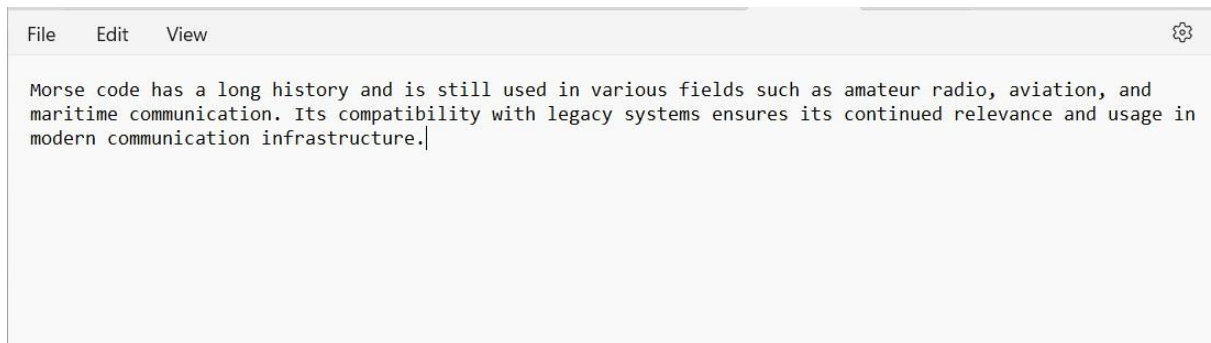 File Edit View
Morse code has a long history and is still used in various fields such as amateur radio, aviation, and
maritime communication. Its compatibility with legacy systems ensures its continued relevance and usage in
modern communication infrastructure.